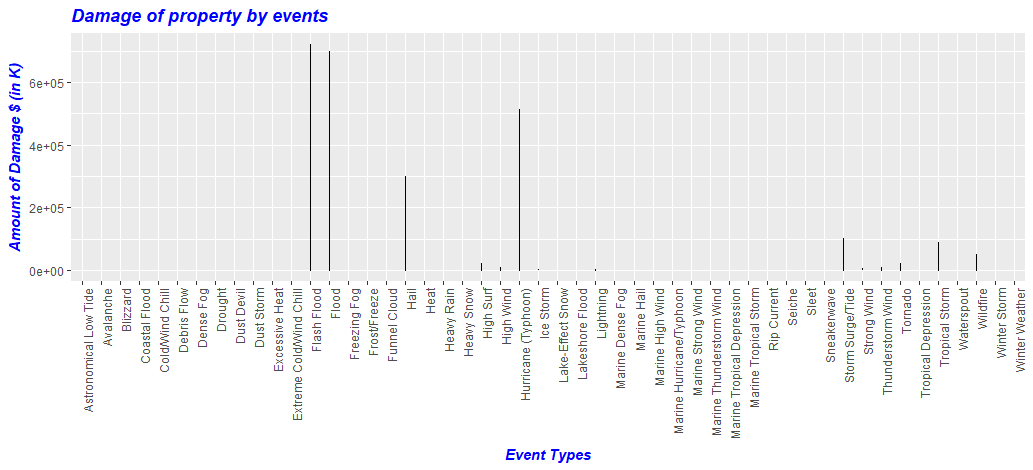 Damage of property by events
Amount of Damage $ (in K)
6e+05
4e+05
2e+05
0e+00
Astronomical Low Tide
Avalanche
Blizzard
Coastal Flood
Cold/Wind Chill
Debris Flow
Dense Fog
Drought
Dust Devil
Dust Storm
Excessive Heat
Extreme Cold/Wind Chill
Flash Flood
Flood
Freezing Fog
Frost/Freeze
Funnel Cloud
Hail
Heat
Heavy Rain
Heavy Snow
High Surf
High Wind
Hurricane (Typhoon)
Ice Storm
Lake-Effect Snow
Lakeshore Flood
Lightning
Marine Dense Fog
Marine Hail
Marine High Wind
Marine Hurricane/Typhoon
Marine Strong Wind
Marine Thunderstorm Wind
Marine Tropical Depression
Marine Tropical Storm
Rip Current
Seiche
Sleet
Sneakerwave
Storm Surge/Tide
Strong Wind
Thunderstorm Wind
Tornado
Tropical Depression
Tropical Storm
Waterspout
Wildfire
Winter Storm
Winter Weather
Event Types